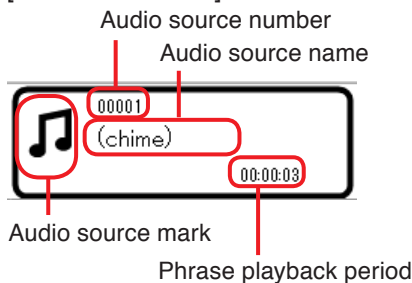 Audio source number
Audio source name
00001
(chime)
00:00:03
Audio source mark
Phrase playback period